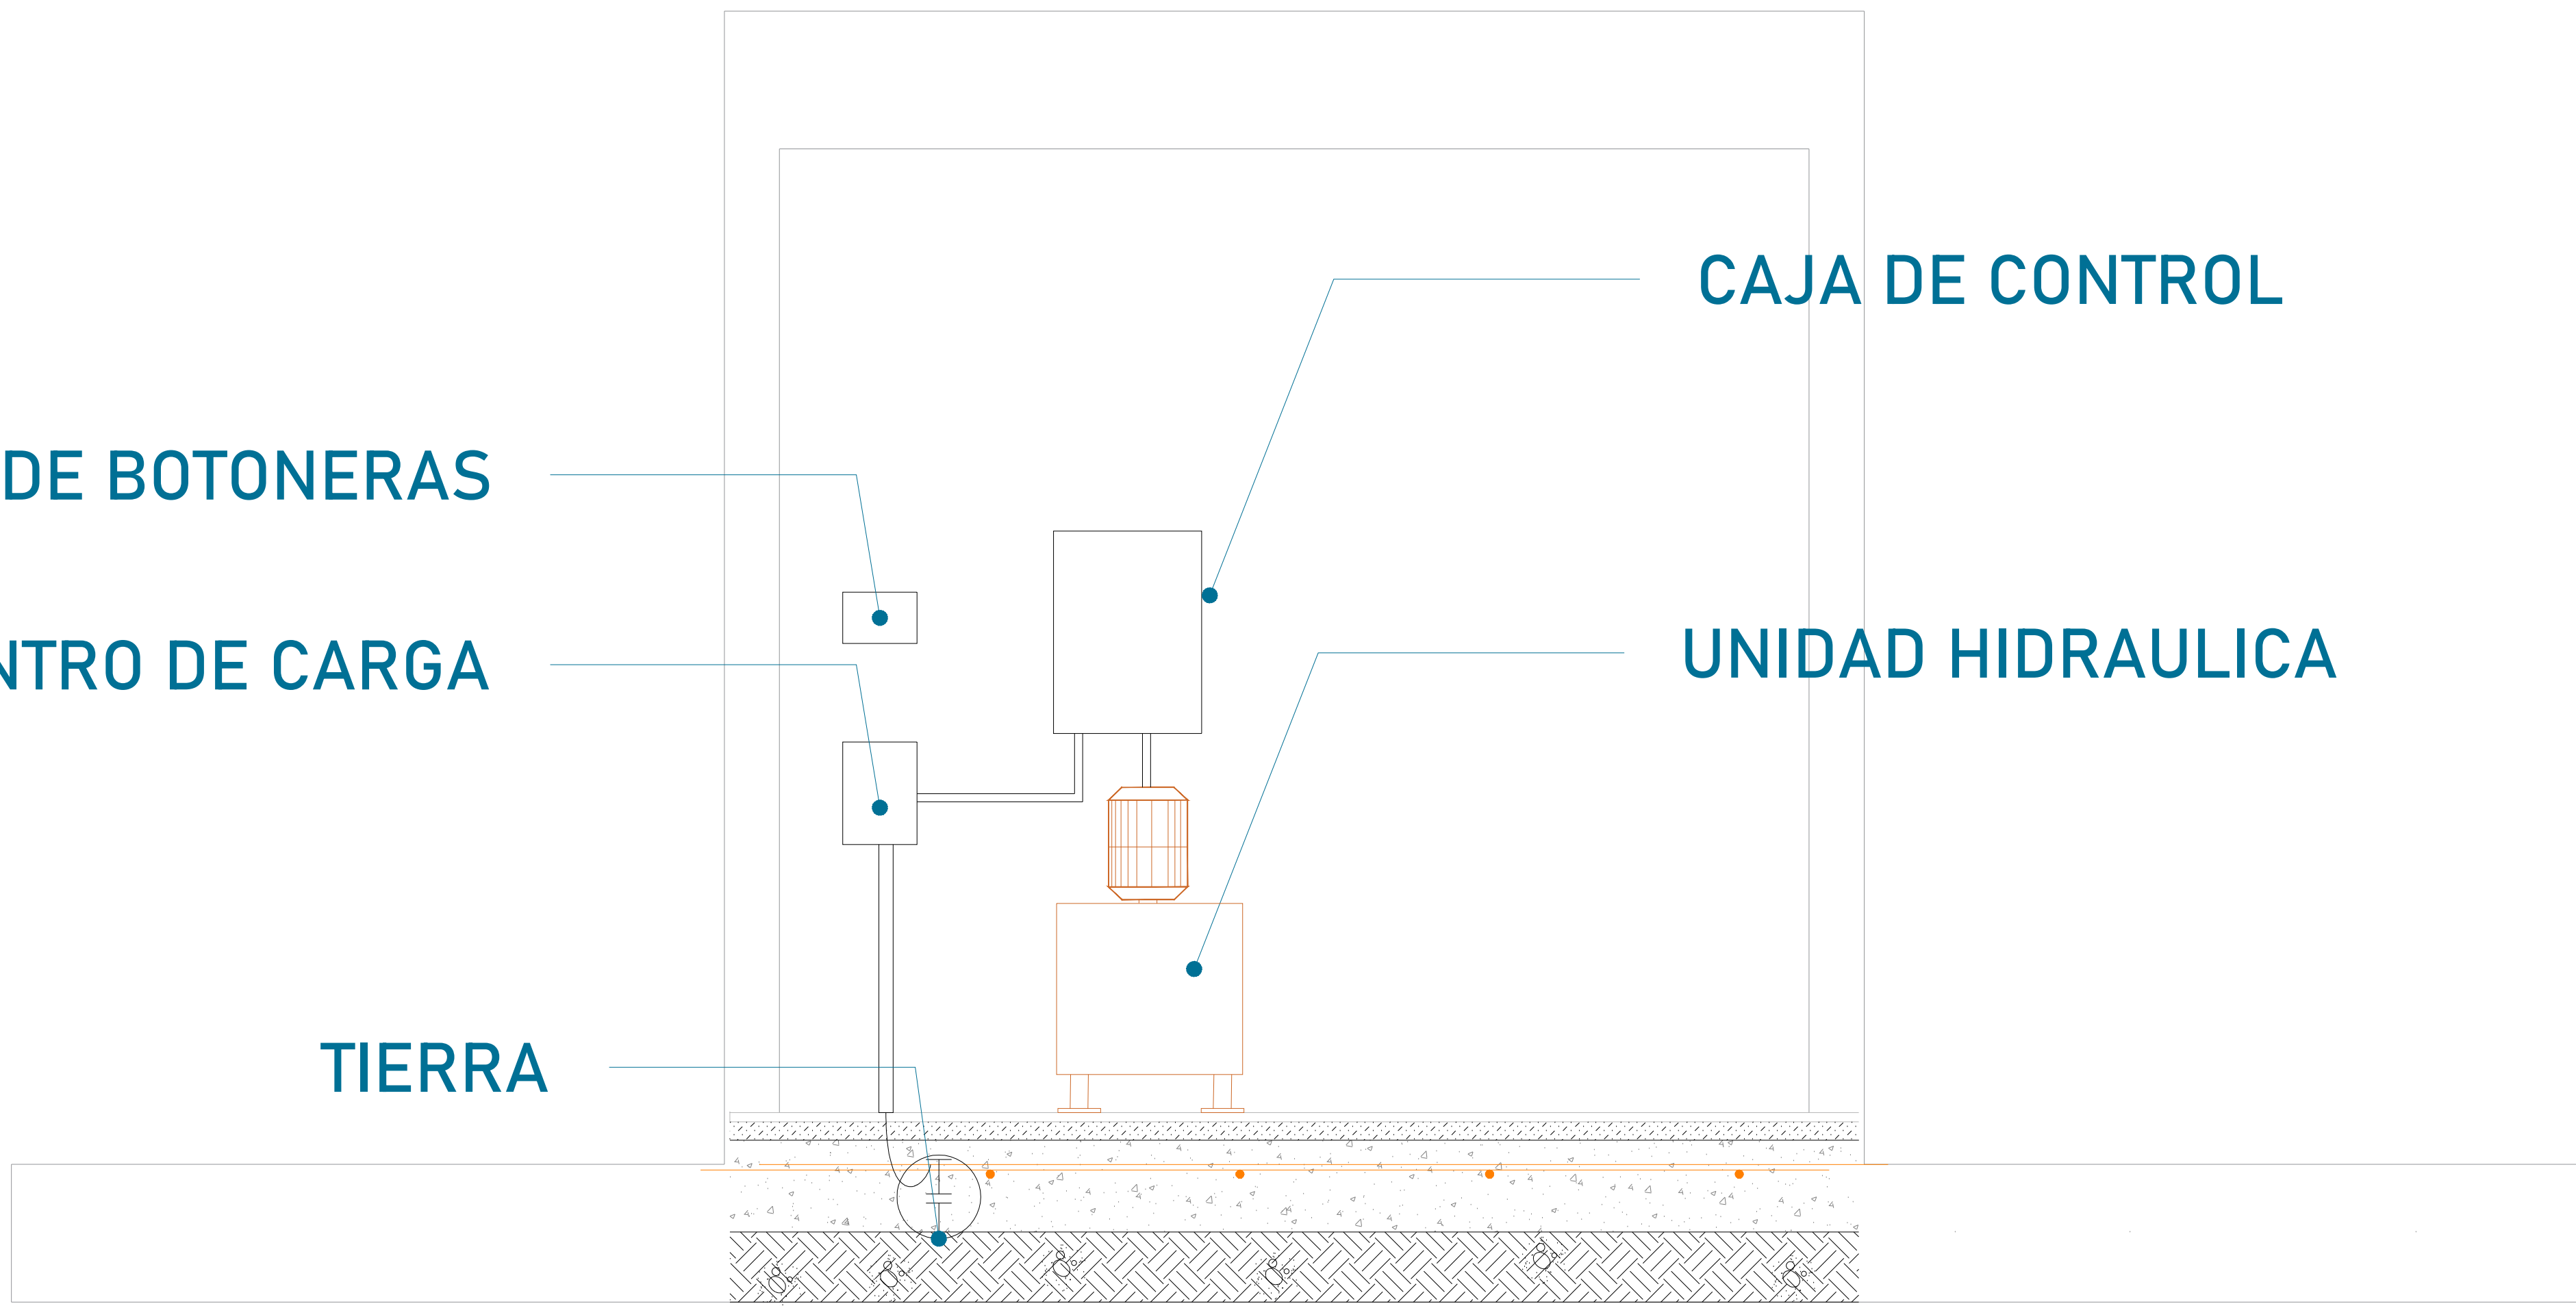 CAJA DE CONTROL
DE BOTONERAS
NTRO DE CARGA
UNIDAD HIDRAULICA
TIERRA